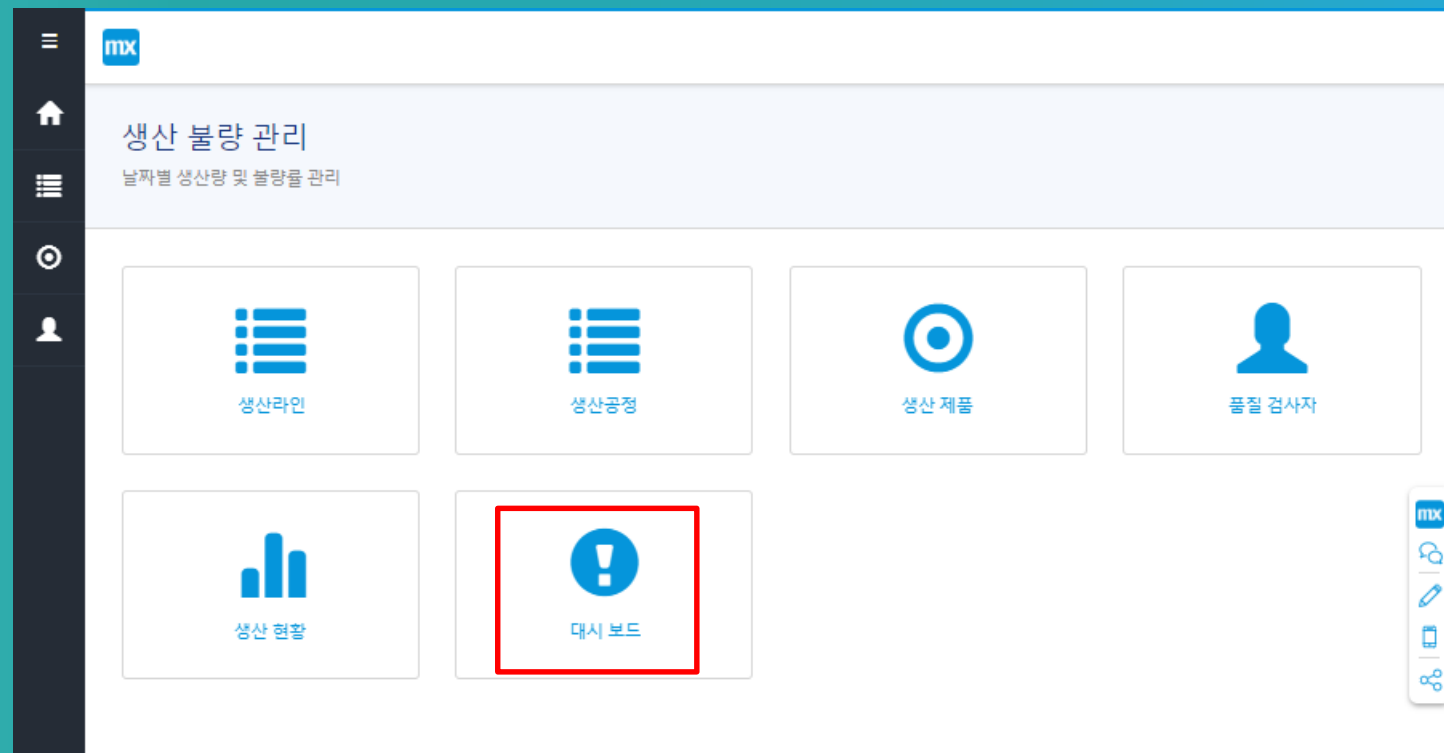 mx
생산 불량 관리
날짜별 생산량 및 불량률 관리
생산라인
생산공정
생산 제품
품질 검사자
생산 현황
대시 보드
mx